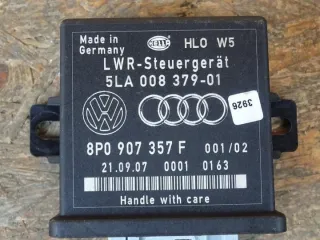 Made in
Germany
HELLA
HLO W5
LWR-Steuergerät
5LA 008 379-01
3926
8P0 907 357 F 001/02
21.09.07 0001 0163
Handle with care